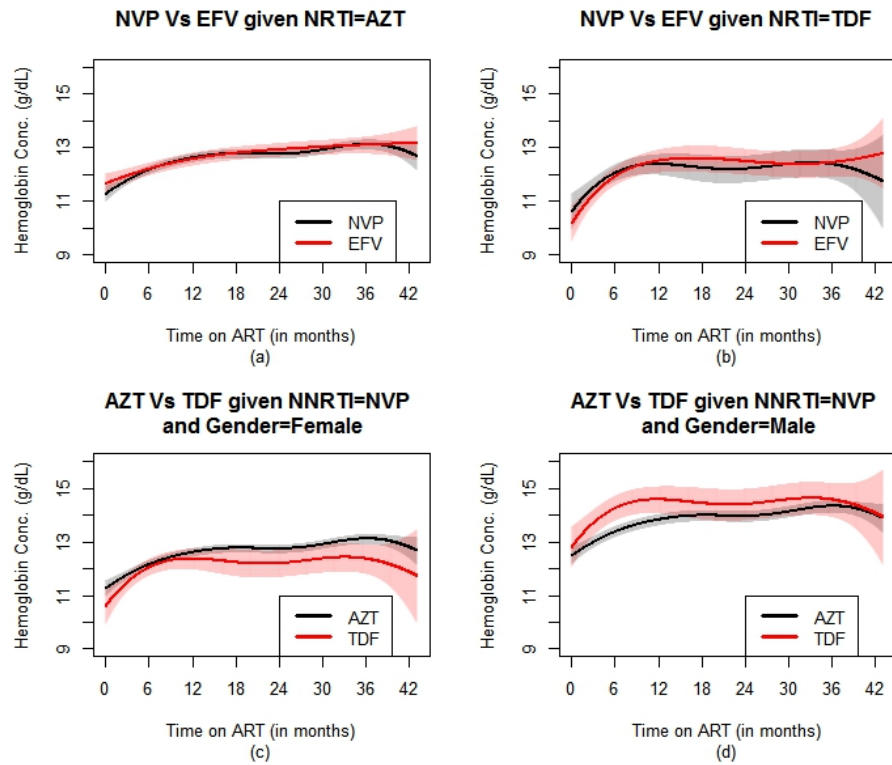 NVP Vs EFV given NRTI=AZT
Hemoglobin Conc. (g/dL)
15
13
11
9
NVP
EFV
0 6 12 18 24 30 36 42
Time on ART (in months)
(a)
NVP Vs EFV given NRTI=TDF
Hemoglobin Conc. (g/dL)
15
13
11
9
NVP
EFV
0 6 12 18 24 30 36 42
Time on ART (in months)
(b)
AZT Vs TDF given NNRTI=NVP
and Gender=Female
Hemoglobin Conc. (g/dL)
15
13
11
9
AZT
TDF
0 6 12 18 24 30 36 42
Time on ART (in months)
(c)
AZT Vs TDF given NNRTI=NVP
and Gender=Male
Hemoglobin Conc. (g/dL)
15
13
11
9
AZT
TDF
0 6 12 18 24 30 36 42
Time on ART (in months)
(d)